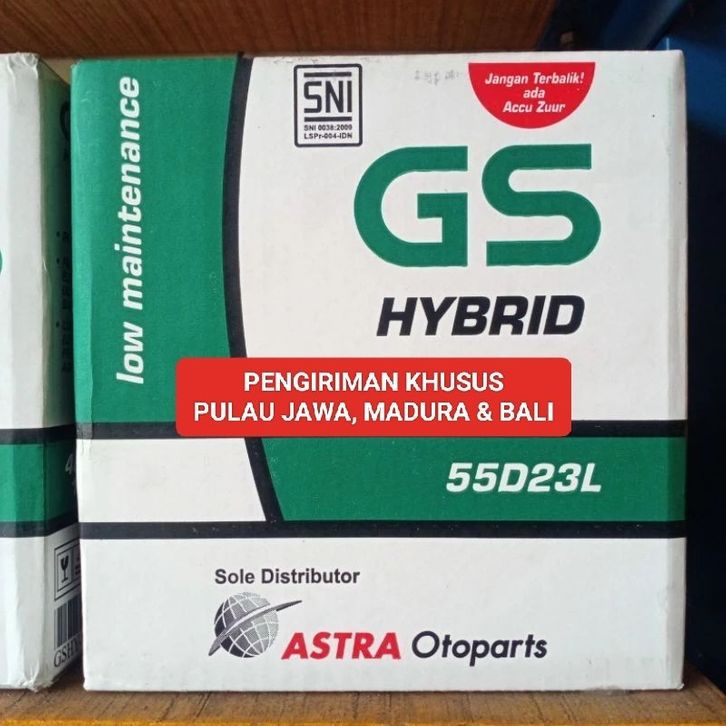 SNI
SNI 0038:2009
LSPr-004-IDN
Jangan Terbalik!
ada
Accu Zuur
low maintenance
GS
HYBRID
PENGIRIMAN KHUSUS
PULAU JAWA, MADURA & BALI
55D23L
Sole Distributor
ASTRA Otoparts